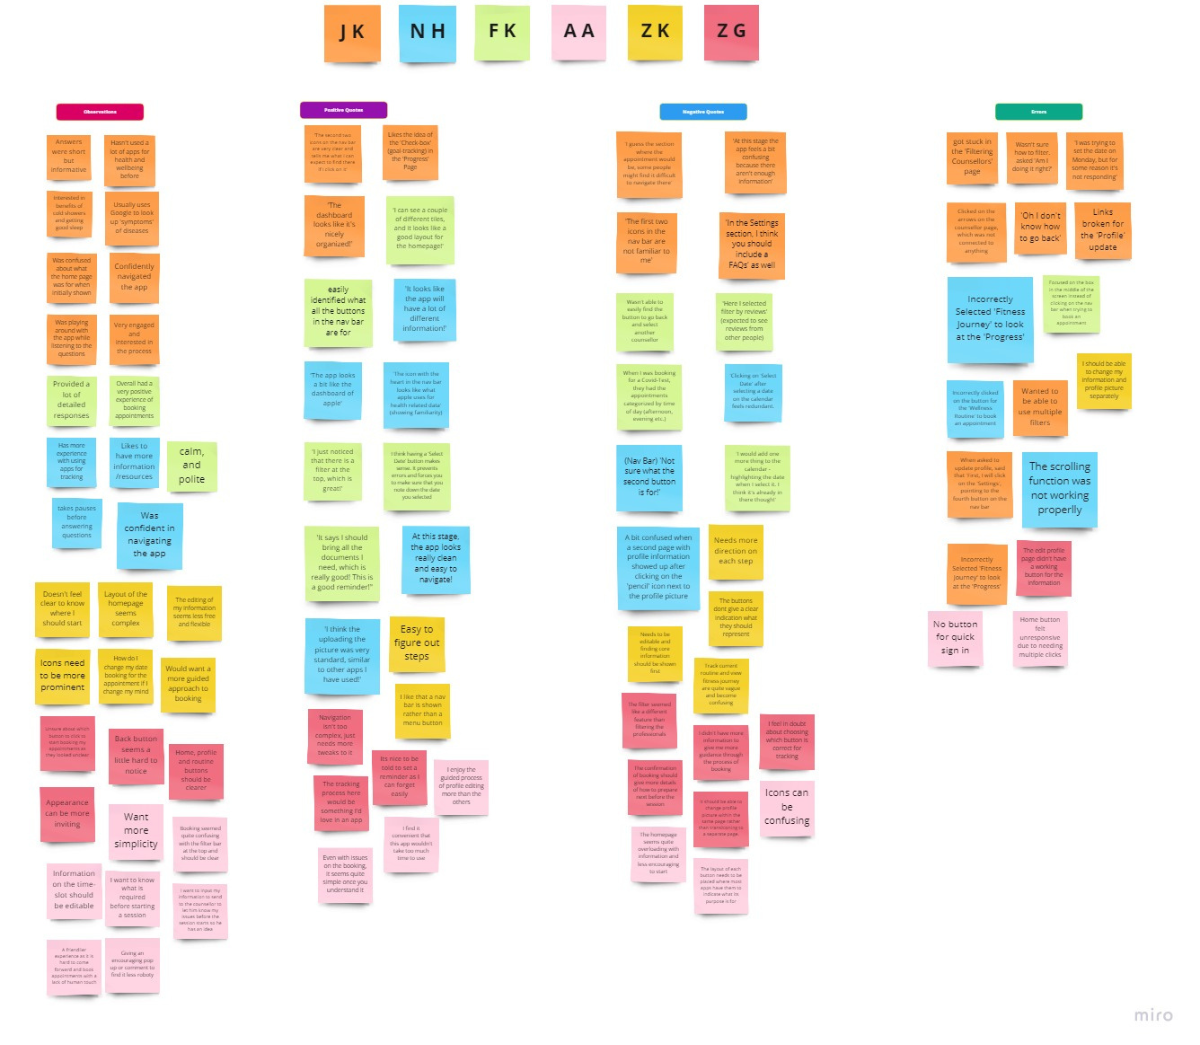 J K
N H
F K
A A
Z K
Z G
Observations
Answers
were short
but
informative
Hasn't used a
lot of apps for
health and
wellbeing
before
Interested in
benefits of
cold showers
and getting
good sleep
Usually uses
Google to look
up 'symptoms'
of diseases
Was confused
about what
the home page
was for when
initially shown
Confidently
navigated
the app
Was playing
around with
the app while
listening to the
questions
Very engaged
and
interested in
the process
Provided a
lot of
detailed
responses
Overall had a
very positive
experience of
booking
appointments
Has more
experience
with using
apps for
tracking
Likes to
have more
information
/resources
calm,
and
polite
takes pauses
before
answering
questions
Was
confident in
navigating
the app
Doesn't feel
clear to know
where I
should start
Layout of the
homepage
seems
complex
The editing of
my information
seems less free
and flexible
Icons need
to be more
prominent
How do I
change my date
booking for the
appointment if I
change my mind
Would want a
more guided
approach to
booking
Back button
seems a
little hard to
notice
Home, profile
and routine
buttons
should be
clearer
Appearance
can be more
inviting
Want
more
simplicity
Booking seemed
quite confusing
with the filter bar
at the top and
should be clear
Information
on the time-
slot should
be editable
I want to know
what is
required
before starting
a session
I want to input my
information to send
to the counsellor to
let him know my
issues before the
session starts so he
has an idea
A friendlier
experience as it is
hard to come
forward and book
appointments with a
lack of human touch
Giving an
encouraging pop
up or comment to
find it less roboty
Positive Quotes
'The second two
icons on the nav bar
are very clear and
tells me what I can
expect to find there
if I click on it'
Likes the idea of
the 'Check-box'
(goal tracking) in
the 'Progress'
Page
'The
dashboard
looks like it's
nicely
organized!'
'I can see a couple
of different tiles,
and it looks like a
good layout for
the homepage!'
easily
identified what
all the buttons
in the nav bar
are for
'It looks like
the app will
have a lot of
different
information!'
'The app looks
a bit like the
dashboard of
apple'
'The icon with the
heart in the nav bar
looks like what
apple uses for
health related data'
(showing familiarity)
'I just noticed
that there is a
filter at the
top, which is
great!'
I think having a 'Select
Date' button makes
sense. It prevents
errors and forces you
to make sure that you
note down the date
you selected
'It says I should
bring all the
documents I
need, which is
really good! This is
a good reminder!''
At this stage,
the app looks
really clean
and easy to
navigate!
'I think the
uploading the
picture was very
standard, similar
to other apps I
have used!'
Easy to
figure out
steps
I like that a nav
bar is shown
rather than a
menu button
Navigation
isn't too
complex, just
needs more
tweaks to it
Its nice to be
told to set a
reminder as I
can forget
easily
I enjoy the
guided process
of profile editing
more than the
others
The tracking
process here
would be
something I'd
love in an app
I find it
convenient that
this app wouldn't
take too much
time to use
Even with issues
on the booking,
it seems quite
simple once you
understand it
Negative Quotes
'I guess the section
where the
appointment would
be, some people
might find it difficult
to navigate there'
'At this stage the
app feels a bit
confusing
because there
aren't enough
information'
'The first two
icons in the
nav bar are
not familiar to
me'
'In the Settings
section, I think
you should
include a
FAQs' as well
Wasn't able to
easily find the
button to go back
and select
another
counsellor
'Here I selected
filter by reviews'
(expected to see
reviews from
other people)
When I was booking
for a Covid-Test,
they had the
appointments
categorized by time
of day (afternoon,
evening etc.)
Clicking on 'Select
Date' after
selecting a date
on the calendar
feels redundant.
(Nav Bar) 'Not
sure what the
second button
is for!'
'I would add one
more thing to the
calendar -
highlighting the date
when I select it. I
think it's already in
there though!'
A bit confused when
a second page with
profile information
showed up after
clicking on the
'pencil' icon next to
the profile picture
Needs more
direction on
each step
The buttons
dont give a clear
indication what
they should
represent
Needs to be
editable and
finding core
information
should be shown
first
Track current
routine and view
fitness journey
are quite vague
and became
confusing
The filter seemed
like a different
feature than
filtering the
professionals
I didn't have more
information to
give me more
guidance through
the process of
booking
I feel in doubt
about choosing
which button is
correct for
tracking
The confirmation
of booking should
give more details
of how to prepare
next before the
session
I should be able to
change profile
picture within the
same page rather
than transitioning to
a separate page
Icons can
be
confusing
The homepage
seems quite
overloading with
information and
less encouraging
to start
The layout of each
button needs to be
placed where most
apps have them to
indicate what its
purpose is for
Errors
got stuck in
the 'Filtering
Counsellors'
page
Wasn't sure
how to filter,
asked 'Am I
doing it right?'
'I was trying to
set the date on
Monday, but for
some reason it's
not responding'
Clicked on the
arrows on the
counsellor page,
which was not
connected to
anything
'Oh I don't
know how
to go back'
Links
broken for
the 'Profile'
update
Incorrectly
Selected 'Fitness
Journey' to look
at the 'Progress'
Focused on the box
in the middle of the
screen instead of
clicking on the nav
bar when trying to
book an
appointment
I should be able to
change my
information and
profile picture
separately
Incorrectly clicked
on the button for
the 'Wellness
Routine' to book
an appointment
Wanted to
be able to
use multiple
filters
When asked to
update profile, said
that 'First, I will click
on the 'Settings',
pointing to the
fourth button on the
nav bar
The scrolling
function was
not working
properlly
Incorrectly
Selected 'Fitness
Journey' to look
at the 'Progress'
The edit profile
page didn't have
a working
button for the
information
No button
for quick
sign in
Home button
felt
unresponsive
due to needing
multiple clicks
miro